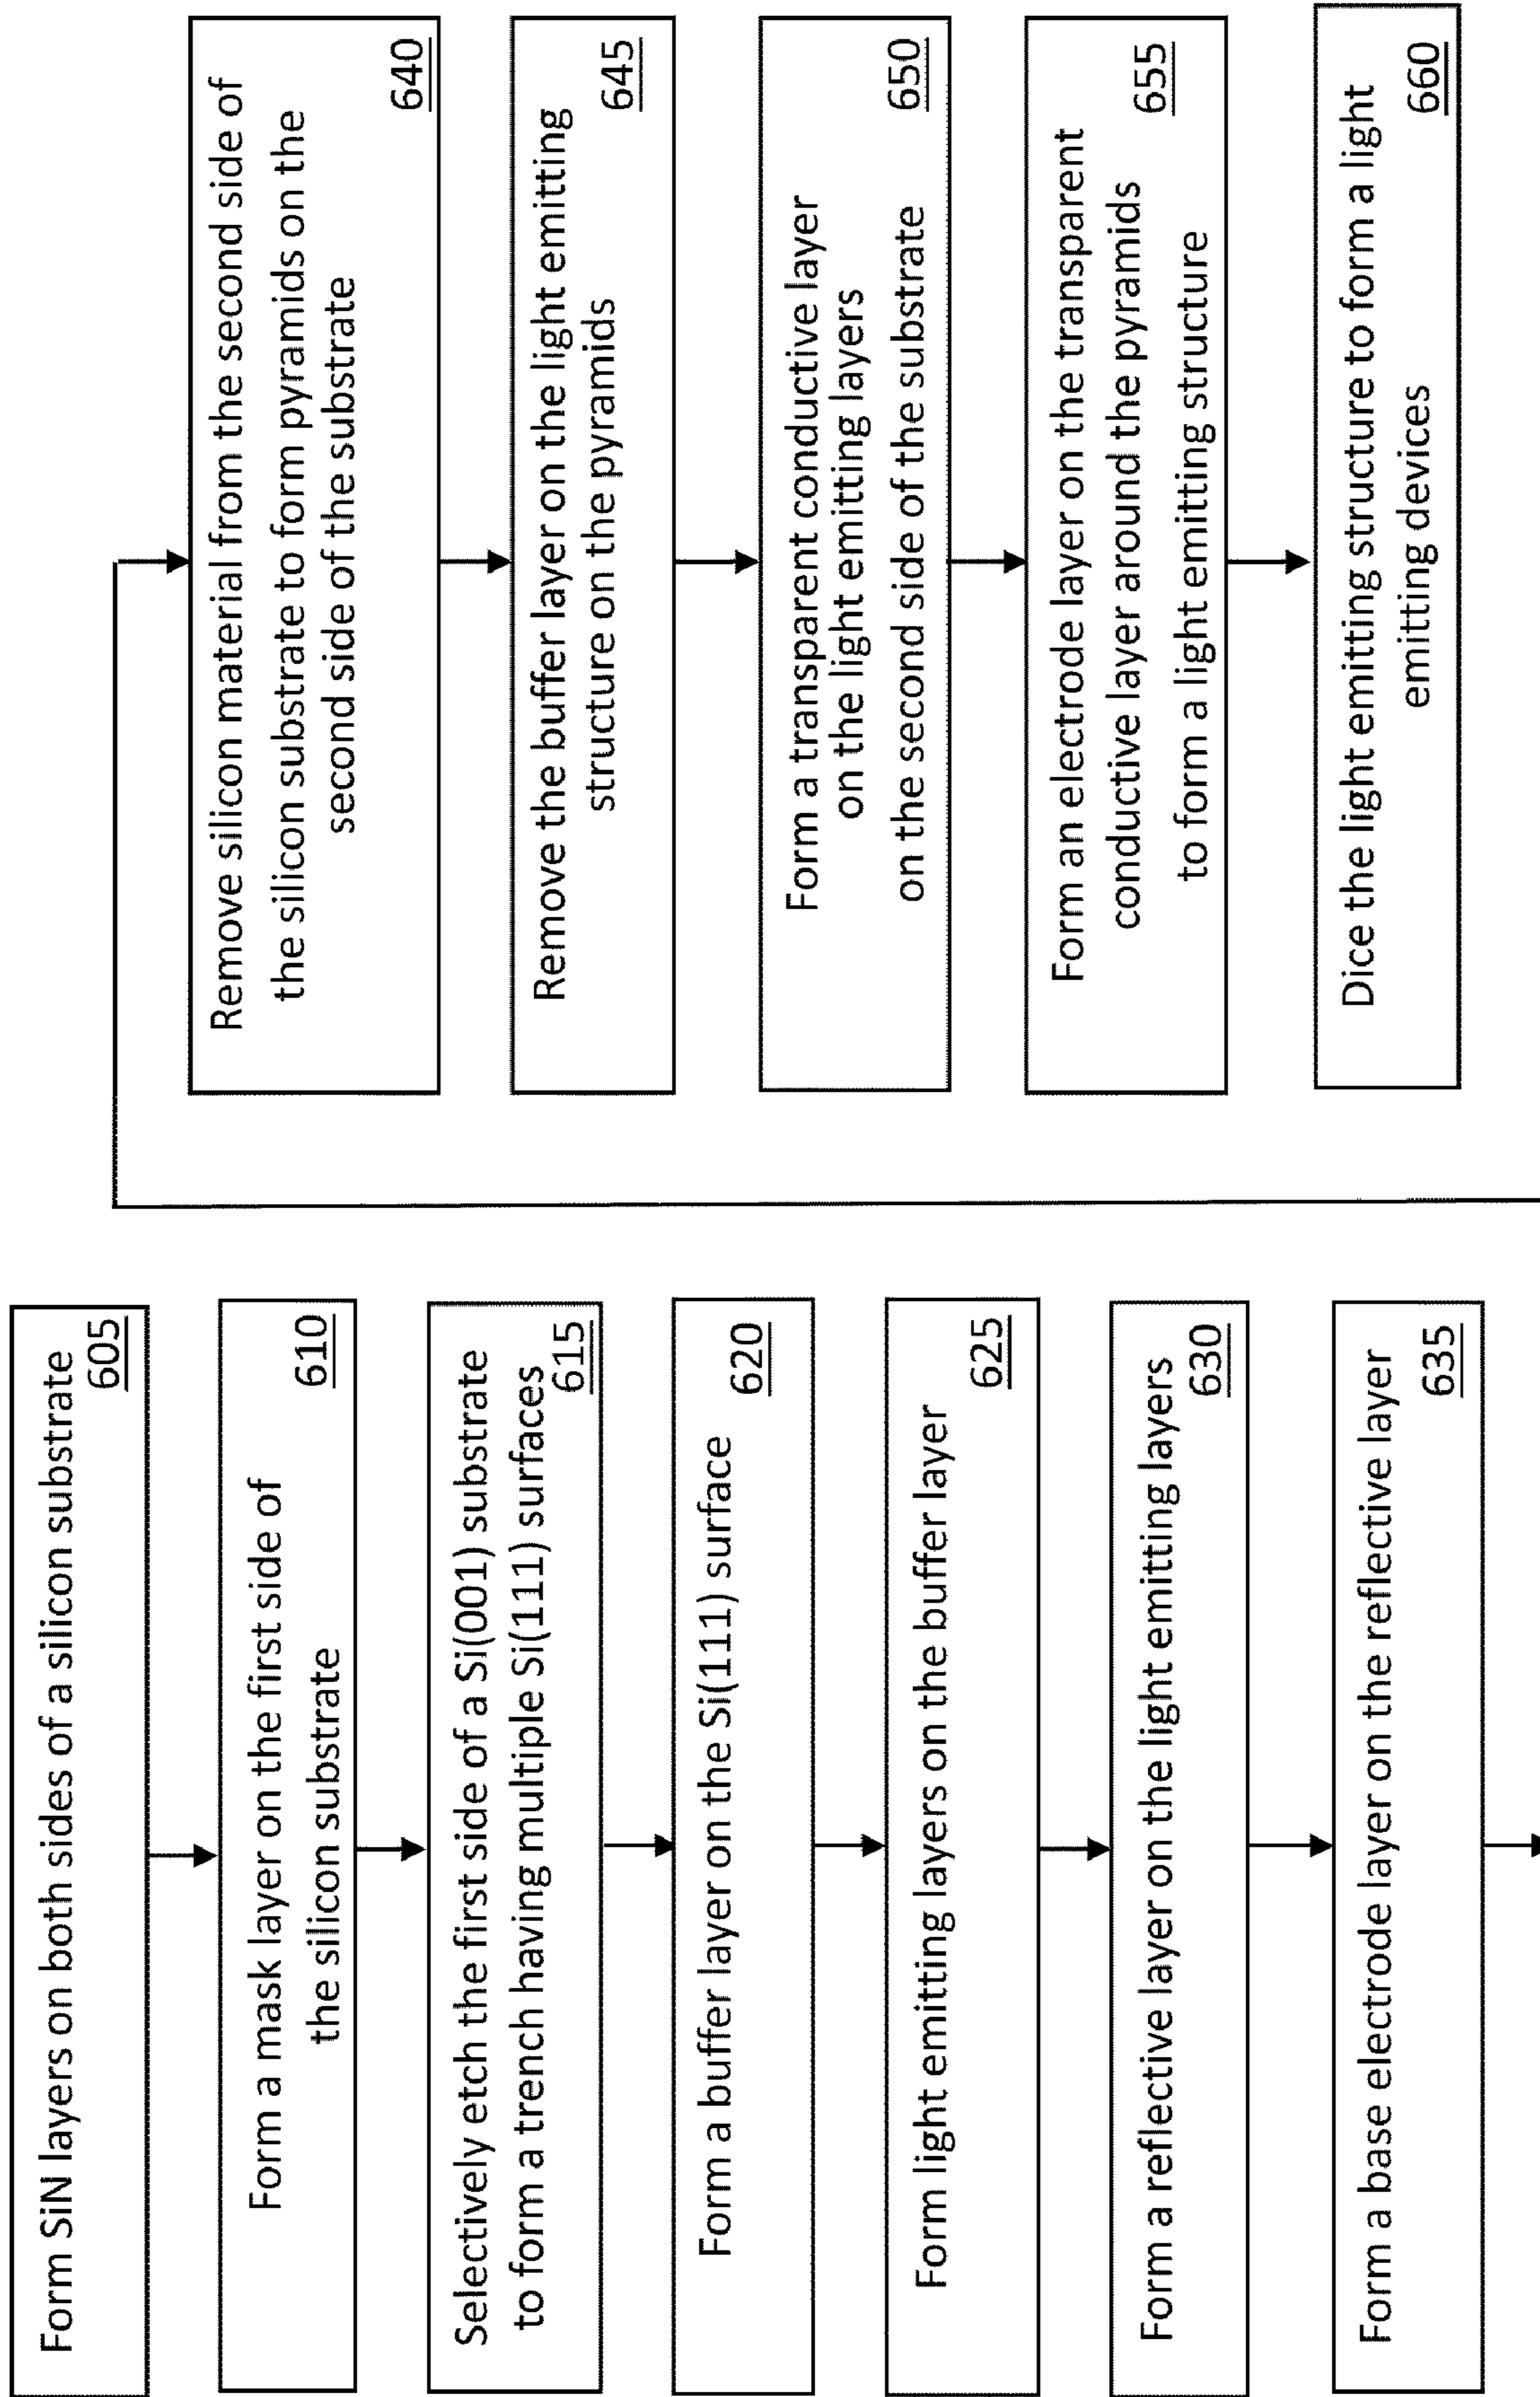 Form SiN layers on both sides of a silicon substrate
605
Form a mask layer on the first side of
the silicon substrate
610
Selectively etch the first side of a Si(001) substrate
to form a trench having multiple Si(111) surfaces
615
Form a buffer layer on the Si(111) surface
620
Form light emitting layers on the buffer layer
625
Form a reflective layer on the light emitting layers
630
Form a base electrode layer on the reflective layer
635
Remove silicon material from the second side of
the silicon substrate to form pyramids on the
second side of the substrate
640
Remove the buffer layer on the light emitting
structure on the pyramids
645
Form a transparent conductive layer
on the light emitting layers
on the second side of the substrate
650
Form an electrode layer on the transparent
conductive layer around the pyramids
to form a light emitting structure
655
Dice the light emitting structure to form a light
emitting devices
660